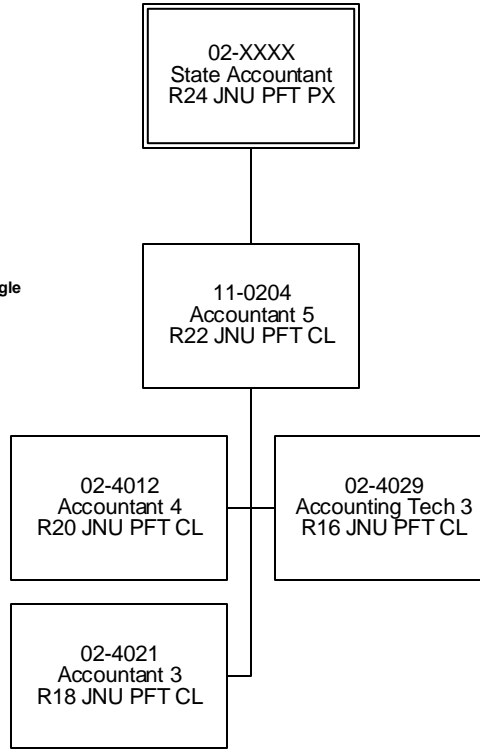 02-XXXX
State Accountant
R24 JNU PFT PX
gle
11-0204
Accountant 5
R22 JNU PFT CL
02-4012
Accountant 4
R20 JNU PFT CL
02-4029
Accounting Tech 3
R16 JNU PFT CL
02-4021
Accountant 3
R18 JNU PFT CL